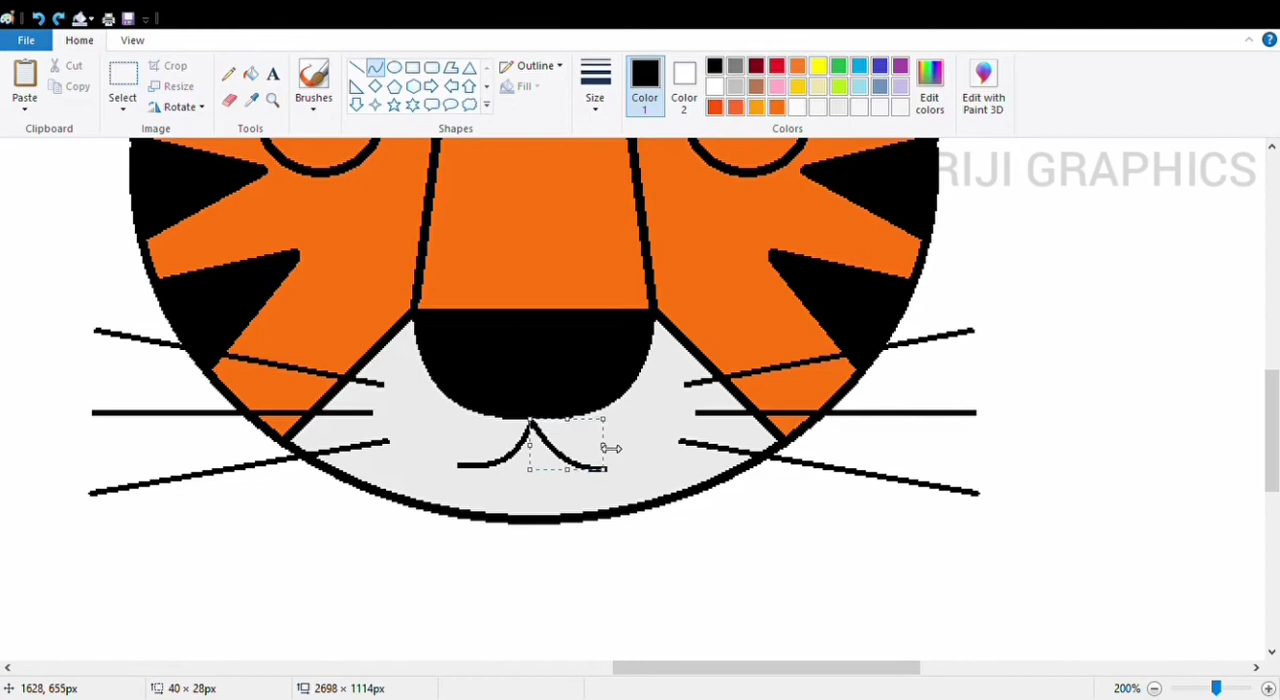 File
Home
View
Paste
Cut
Copy
Clipboard
Select
Crop
Resize
Rotate
Image
Tools
Brushes
Shapes
Outline
Fill
Size
Color 1
Color 2
Edit colors
Colors
Edit with Paint 3D
RIJI GRAPHICS
1628, 655px
40 × 28px
2698 × 1114px
200%